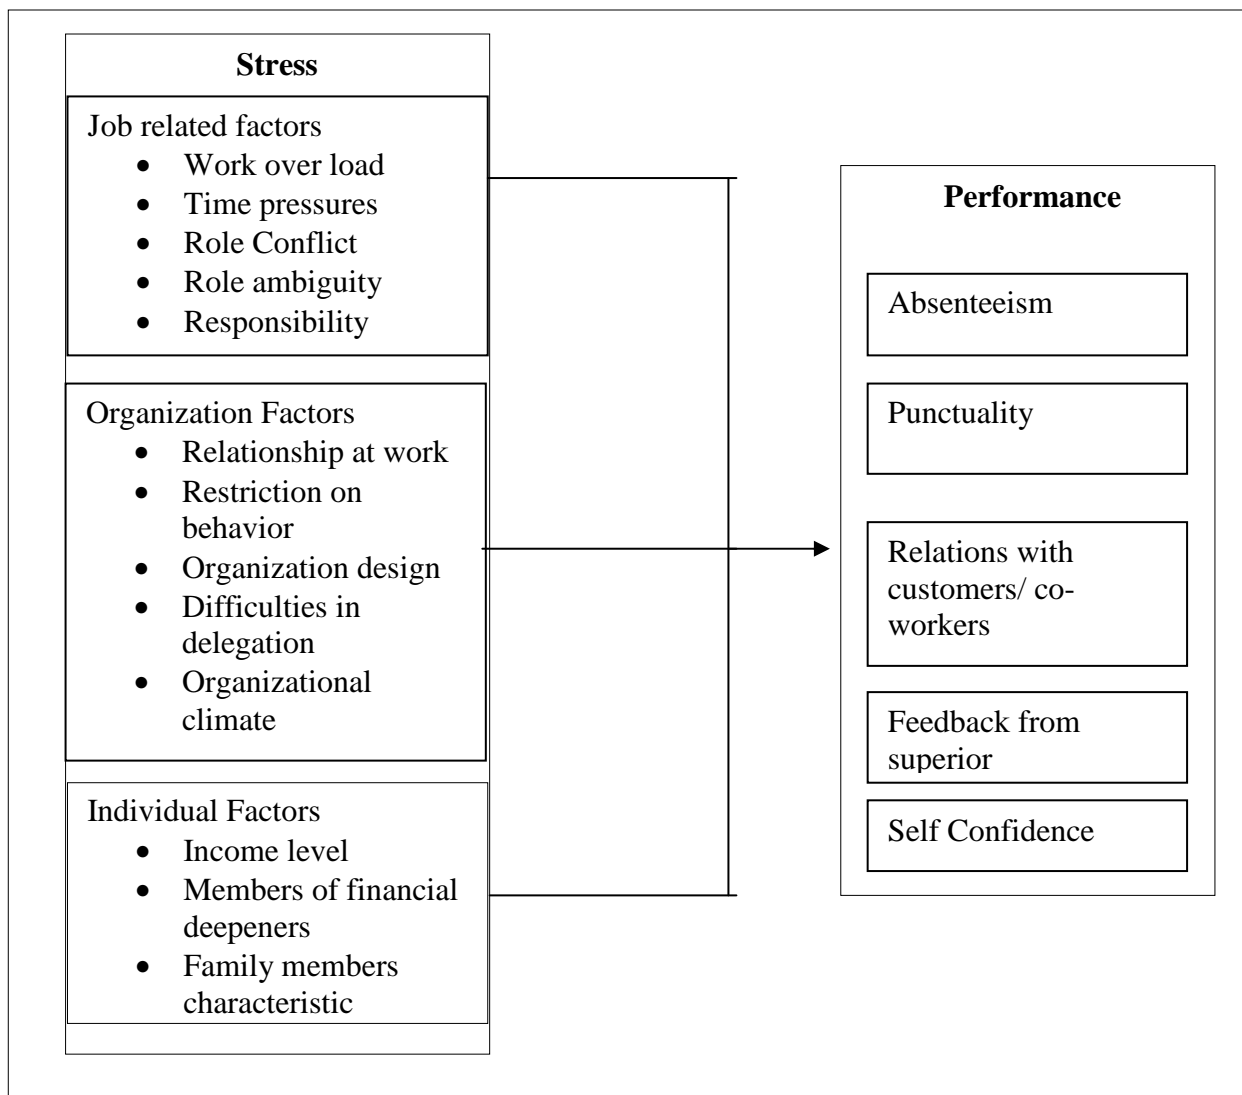 Stress
Job related factors
• Work over load
• Time pressures
• Role Conflict
• Role ambiguity
• Responsibility
Organization Factors
• Relationship at work
• Restriction on
behavior
• Organization design
• Difficulties in
delegation
• Organizational
climate
Individual Factors
• Income level
• Members of financial
deepeners
• Family members
characteristic
Performance
Absenteeism
Punctuality
Relations with
customers/ co-
workers
Feedback from
superior
Self Confidence